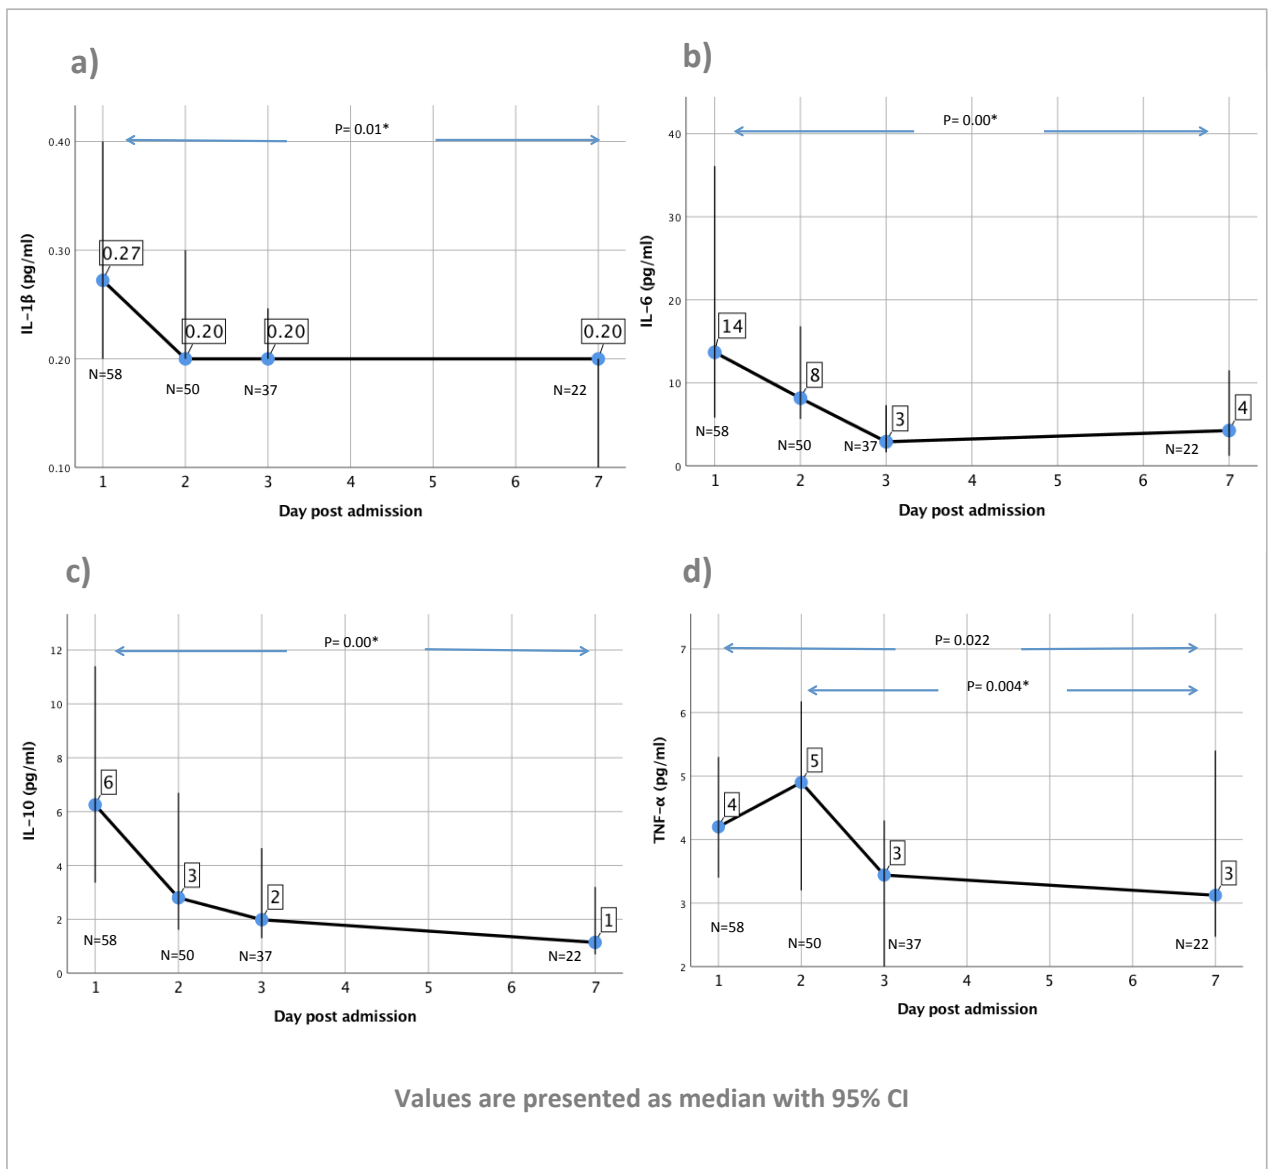 a)
P= 0.01*
0.40
0.30
0.20
0.10
IL-1β (pg/ml)
0.27
0.20
0.20
0.20
N=58
N=50
N=37
N=22
1 2 3 4 5 6 7
Day post admission
b)
P= 0.00*
40
30
20
10
0
IL-6 (pg/ml)
14
8
3
4
N=58
N=50
N=37
N=22
1 2 3 4 5 6 7
Day post admission
c)
P= 0.00*
12
10
8
6
4
2
0
IL-10 (pg/ml)
6
3
2
1
N=58
N=50
N=37
N=22
1 2 3 4 5 6 7
Day post admission
d)
P= 0.022
P= 0.004*
7
6
5
4
3
2
TNF-α (pg/ml)
4
5
3
3
N=58
N=50
N=37
N=22
1 2 3 4 5 6 7
Day post admission
Values are presented as median with 95% CI